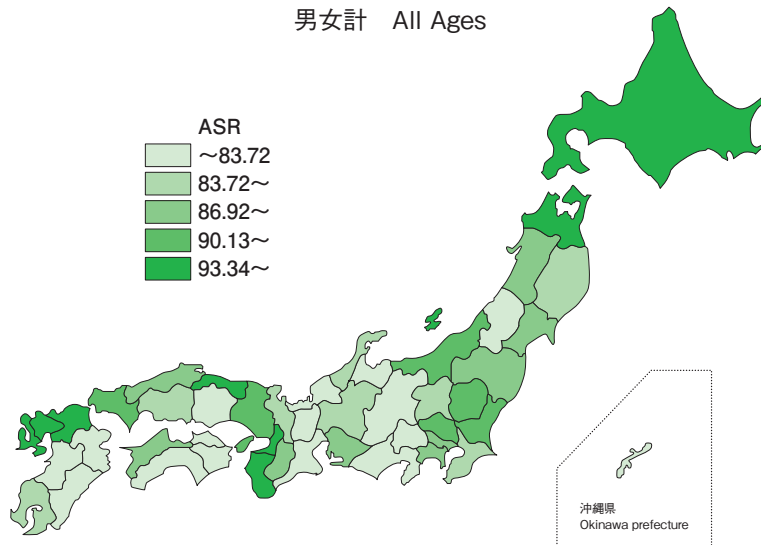 男女計　All Ages
ASR
〜83.72
83.72〜
86.92〜
90.13〜
93.34〜
沖縄県
Okinawa prefecture